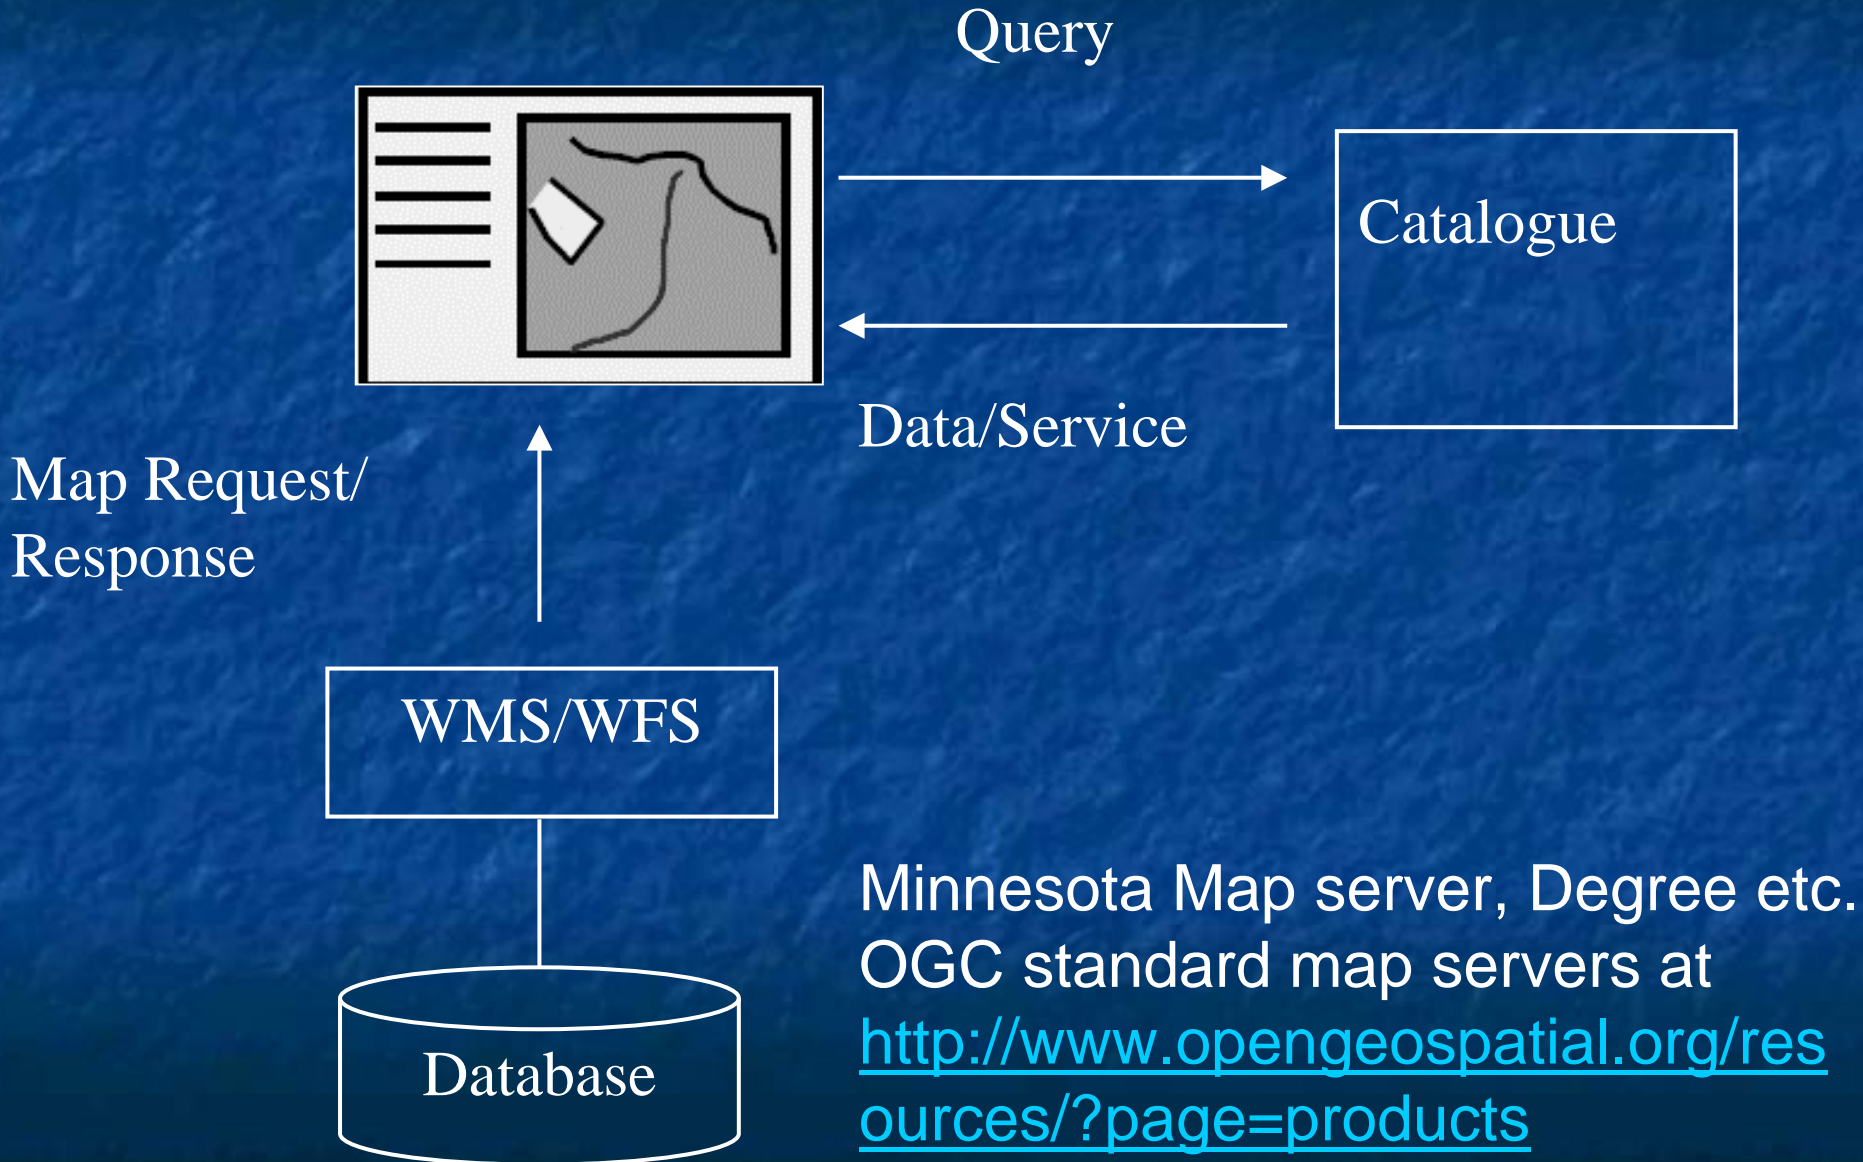 Query
Catalogue
Data/Service
Map Request/
Response
WMS/WFS
Database
Minnesota Map server, Degree etc.
OGC standard map servers at
http://www.opengeospatial.org/res
ources/?page=products